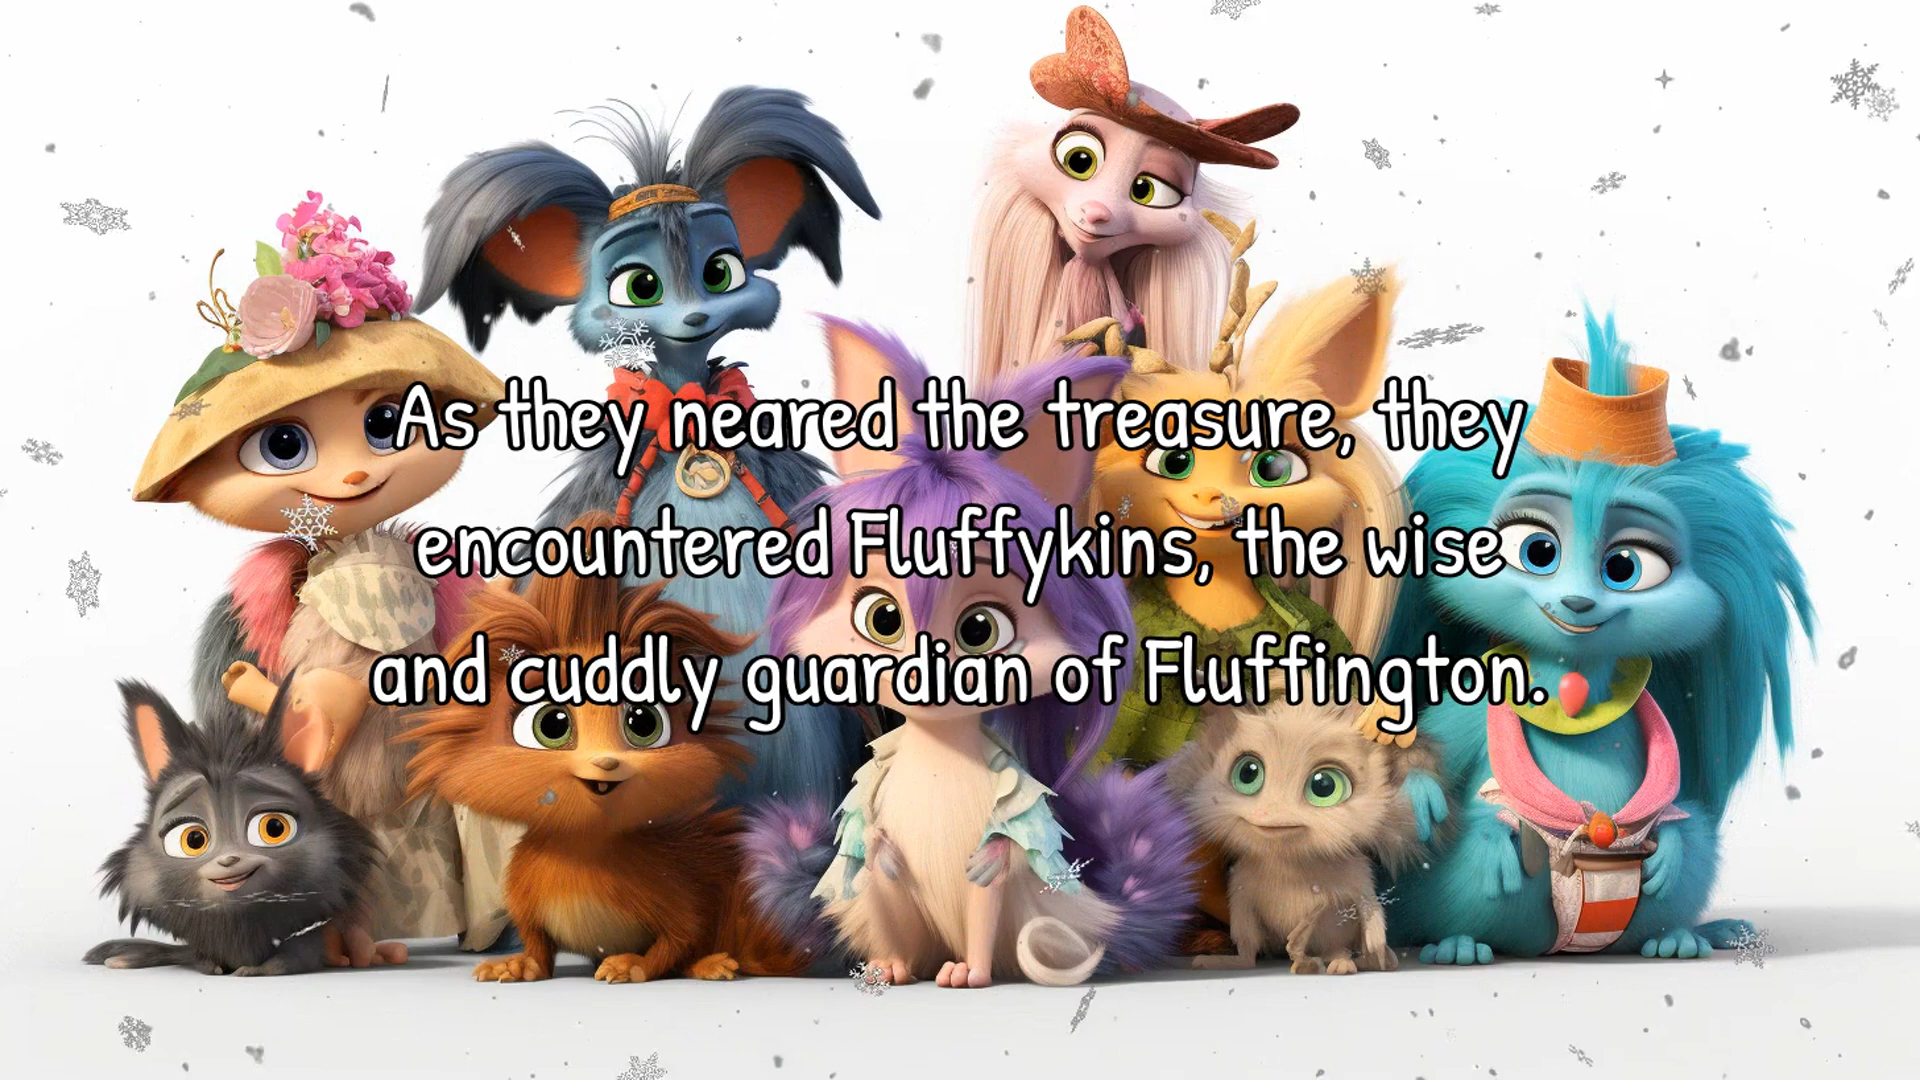 As they neared the treasure, they
encountered Fluffykins, the wise
and cuddly guardian of Fluffington.